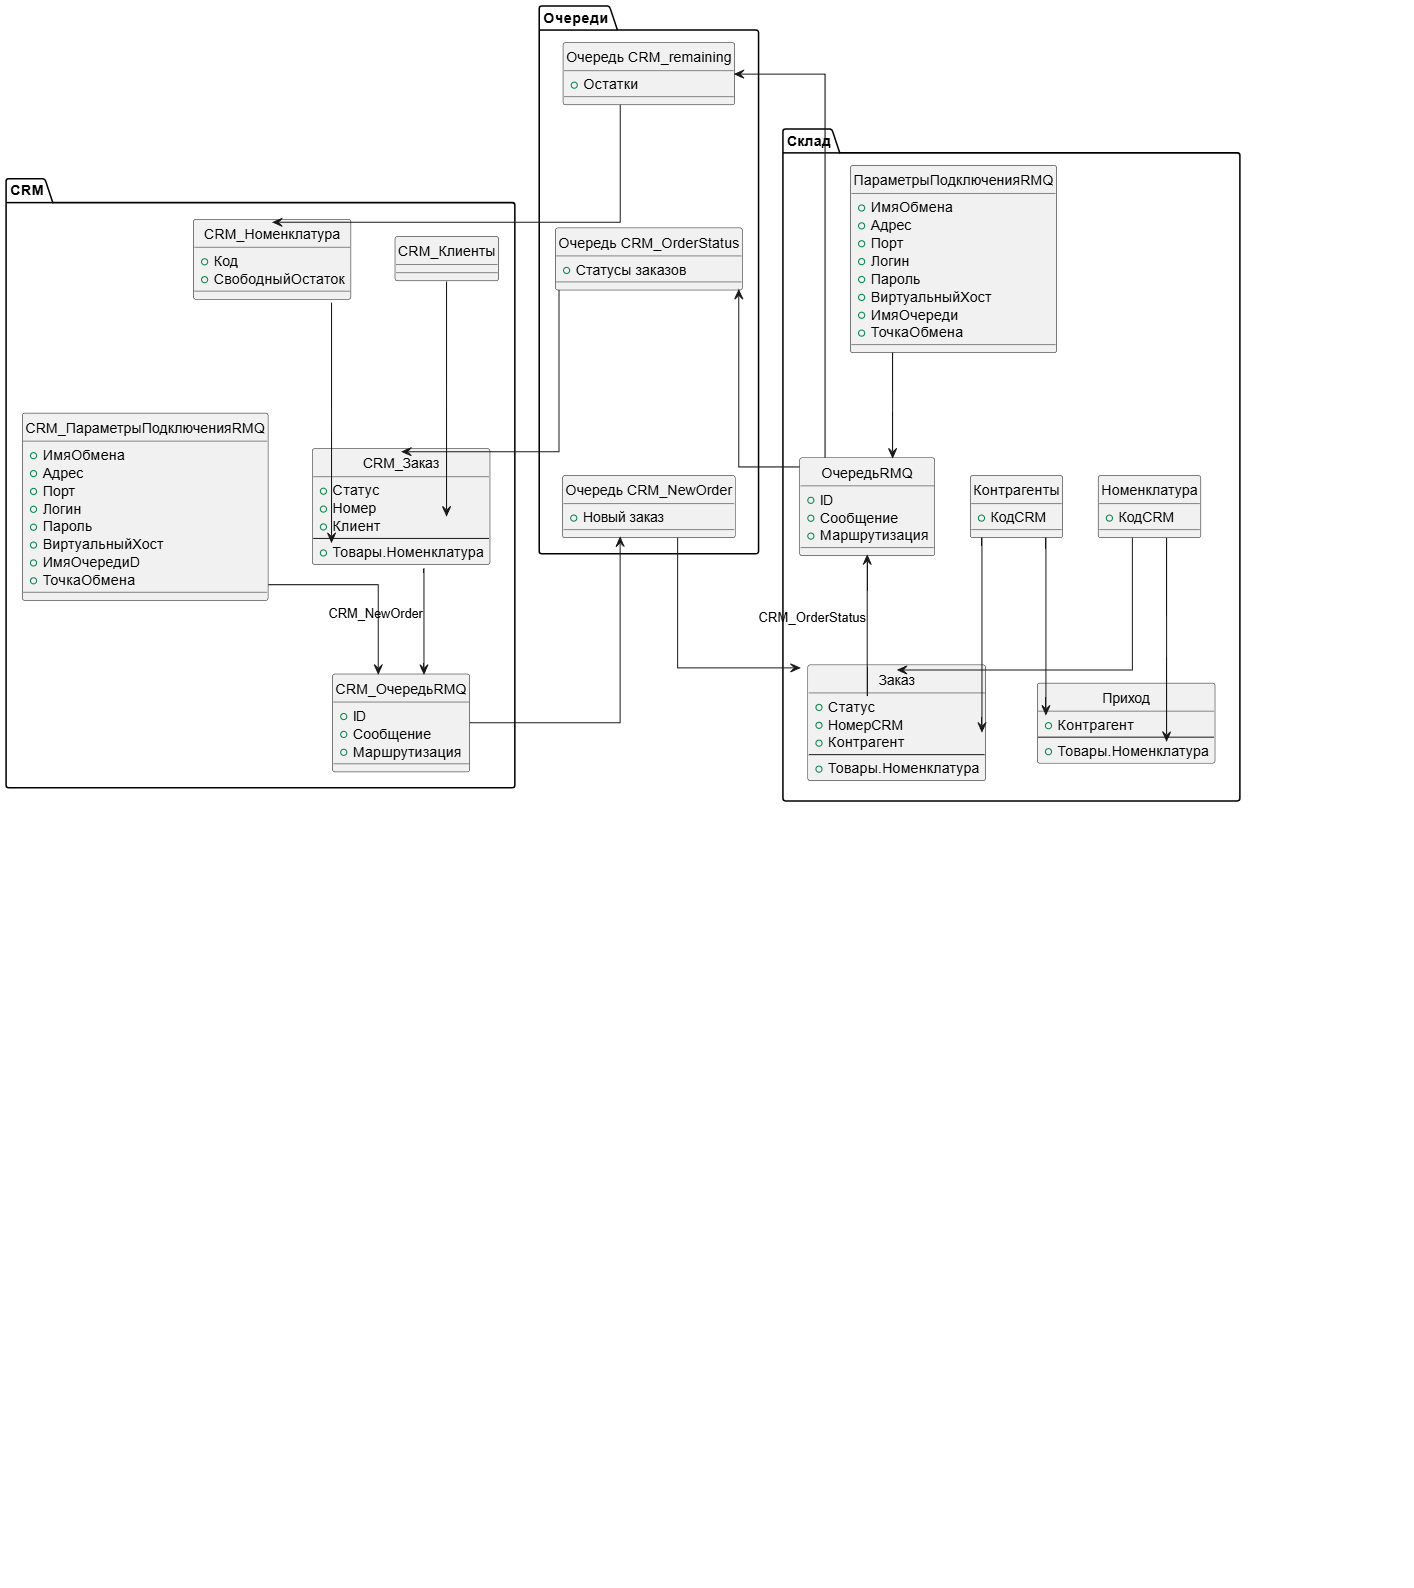 Очереди
Очередь CRM_remaining
Остатки
Очередь CRM_OrderStatus
Статусы заказов
Очередь CRM_NewOrder
Новый заказ
CRM
CRM_Номенклатура
Код
СвободныйОстаток
CRM_Клиенты
CRM_ПараметрыПодключенияRMQ
ИмяОбмена
Адрес
Порт
Логин
Пароль
ВиртуальныйХост
ИмяОчередиD
ТочкаОбмена
CRM_Заказ
Статус
Номер
Клиент
Товары.Номенклатура
CRM_NewOrder
CRM_ОчередьRMQ
ID
Сообщение
Маршрутизация
Склад
ПараметрыПодключенияRMQ
ИмяОбмена
Адрес
Порт
Логин
Пароль
ВиртуальныйХост
ИмяОчереди
ТочкаОбмена
ОчередьRMQ
ID
Сообщение
Маршрутизация
Контрагенты
КодCRM
Номенклатура
КодCRM
CRM_OrderStatus
Заказ
Статус
НомерCRM
Контрагент
Товары.Номенклатура
Приход
Контрагент
Товары.Номенклатура